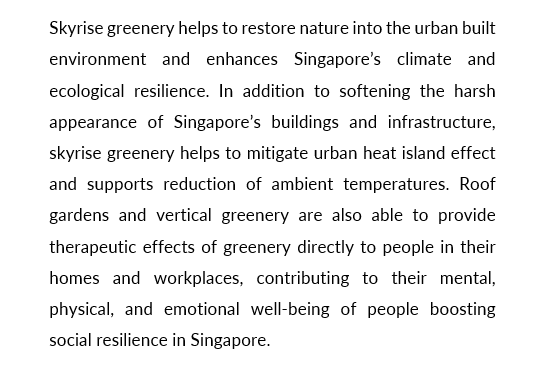 Skyrise greenery helps to restore nature into the urban built
environment and enhances Singapore’s climate and
ecological resilience. In addition to softening the harsh
appearance of Singapore’s buildings and infrastructure,
skyrise greenery helps to mitigate urban heat island effect
and supports reduction of ambient temperatures. Roof
gardens and vertical greenery are also able to provide
therapeutic effects of greenery directly to people in their
homes and workplaces, contributing to their mental,
physical, and emotional well-being of people boosting
social resilience in Singapore.